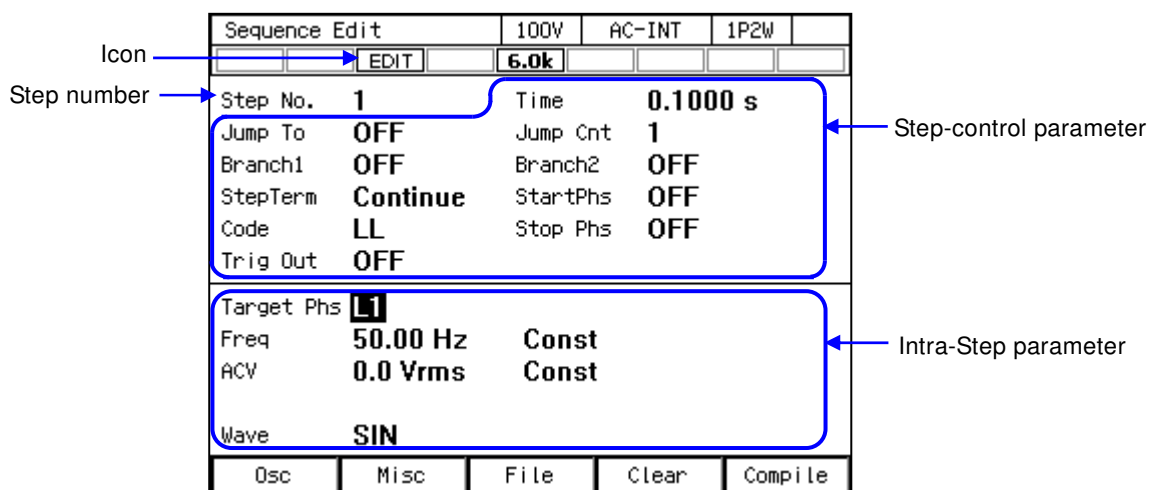 Sequence Edit 100V AC-INT 1P2W
Icon EDIT 6.0k
Step number Step No. 1 Time 0.1000 s
Jump To OFF Jump Cnt 1 Step-control parameter
Branch1 OFF Branch2 OFF
StepTerm Continue StartPhs OFF
Code LL Stop Phs OFF
Trig Out OFF
Target Phs L1
Freq 50.00 Hz Const Intra-Step parameter
ACV 0.0 Vrms Const
Wave SIN
Osc Misc File Clear Compile